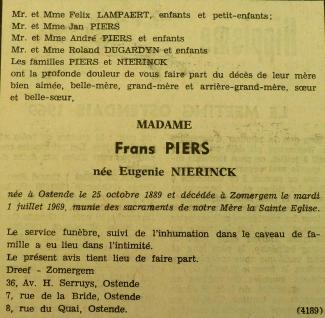 Mr. et Mme Felix LAMPAERT, enfants et petit-enfants;
Mr. et Mme Jan PIERS
Mr. et Mme André PIERS et enfants
Mr. et Mme Roland DUGARDYN et enfants
Les familles PIERS et NIERINCK
ont la profonde douleur de vous faire part du décès de leur mère
bien aimée, belle-mère, grand-mère et arrière-grand-mère, sœur
et belle-sœur,
MADAME
Frans PIERS
née Eugenie NIERINCK
née à Ostende le 25 octobre 1889 et décédée à Zomergem le mardi
1 juillet 1969, munie des sacraments de notre Mère la Sainte Eglise.
Le service funèbre, suivi de l'inhumation dans le caveau de fa-
mille a eu lieu dans l'intimité.
Le présent avis tient lieu de faire part.
Dreef - Zomergem
36, Av. H. Serruys, Ostende
7, rue de la Bride, Ostende
8, rue du Quai, Ostende.
(4189)